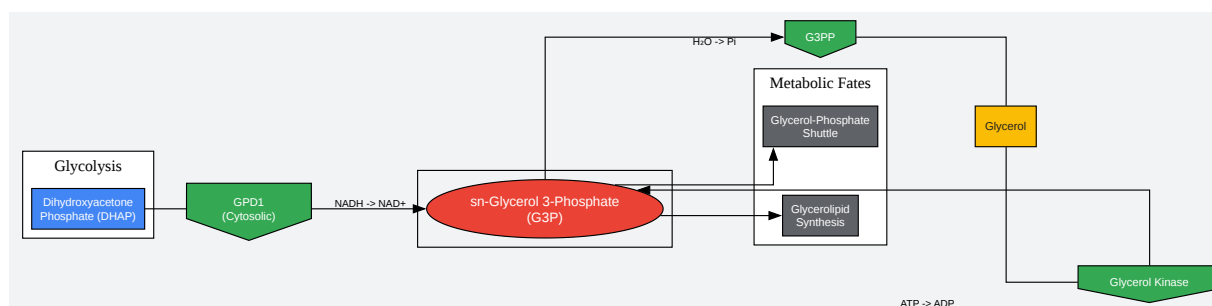 Glycolysis
Dihydroxyacetone
Phosphate (DHAP)
GPD1
(Cytosolic)
NADH -> NAD+
sn-Glycerol 3-Phosphate
(G3P)
H₂O -> Pi
G3PP
Metabolic Fates
Glycerol-Phosphate
Shuttle
Glycerolipid
Synthesis
Glycerol
Glycerol Kinase
ATP -> ADP